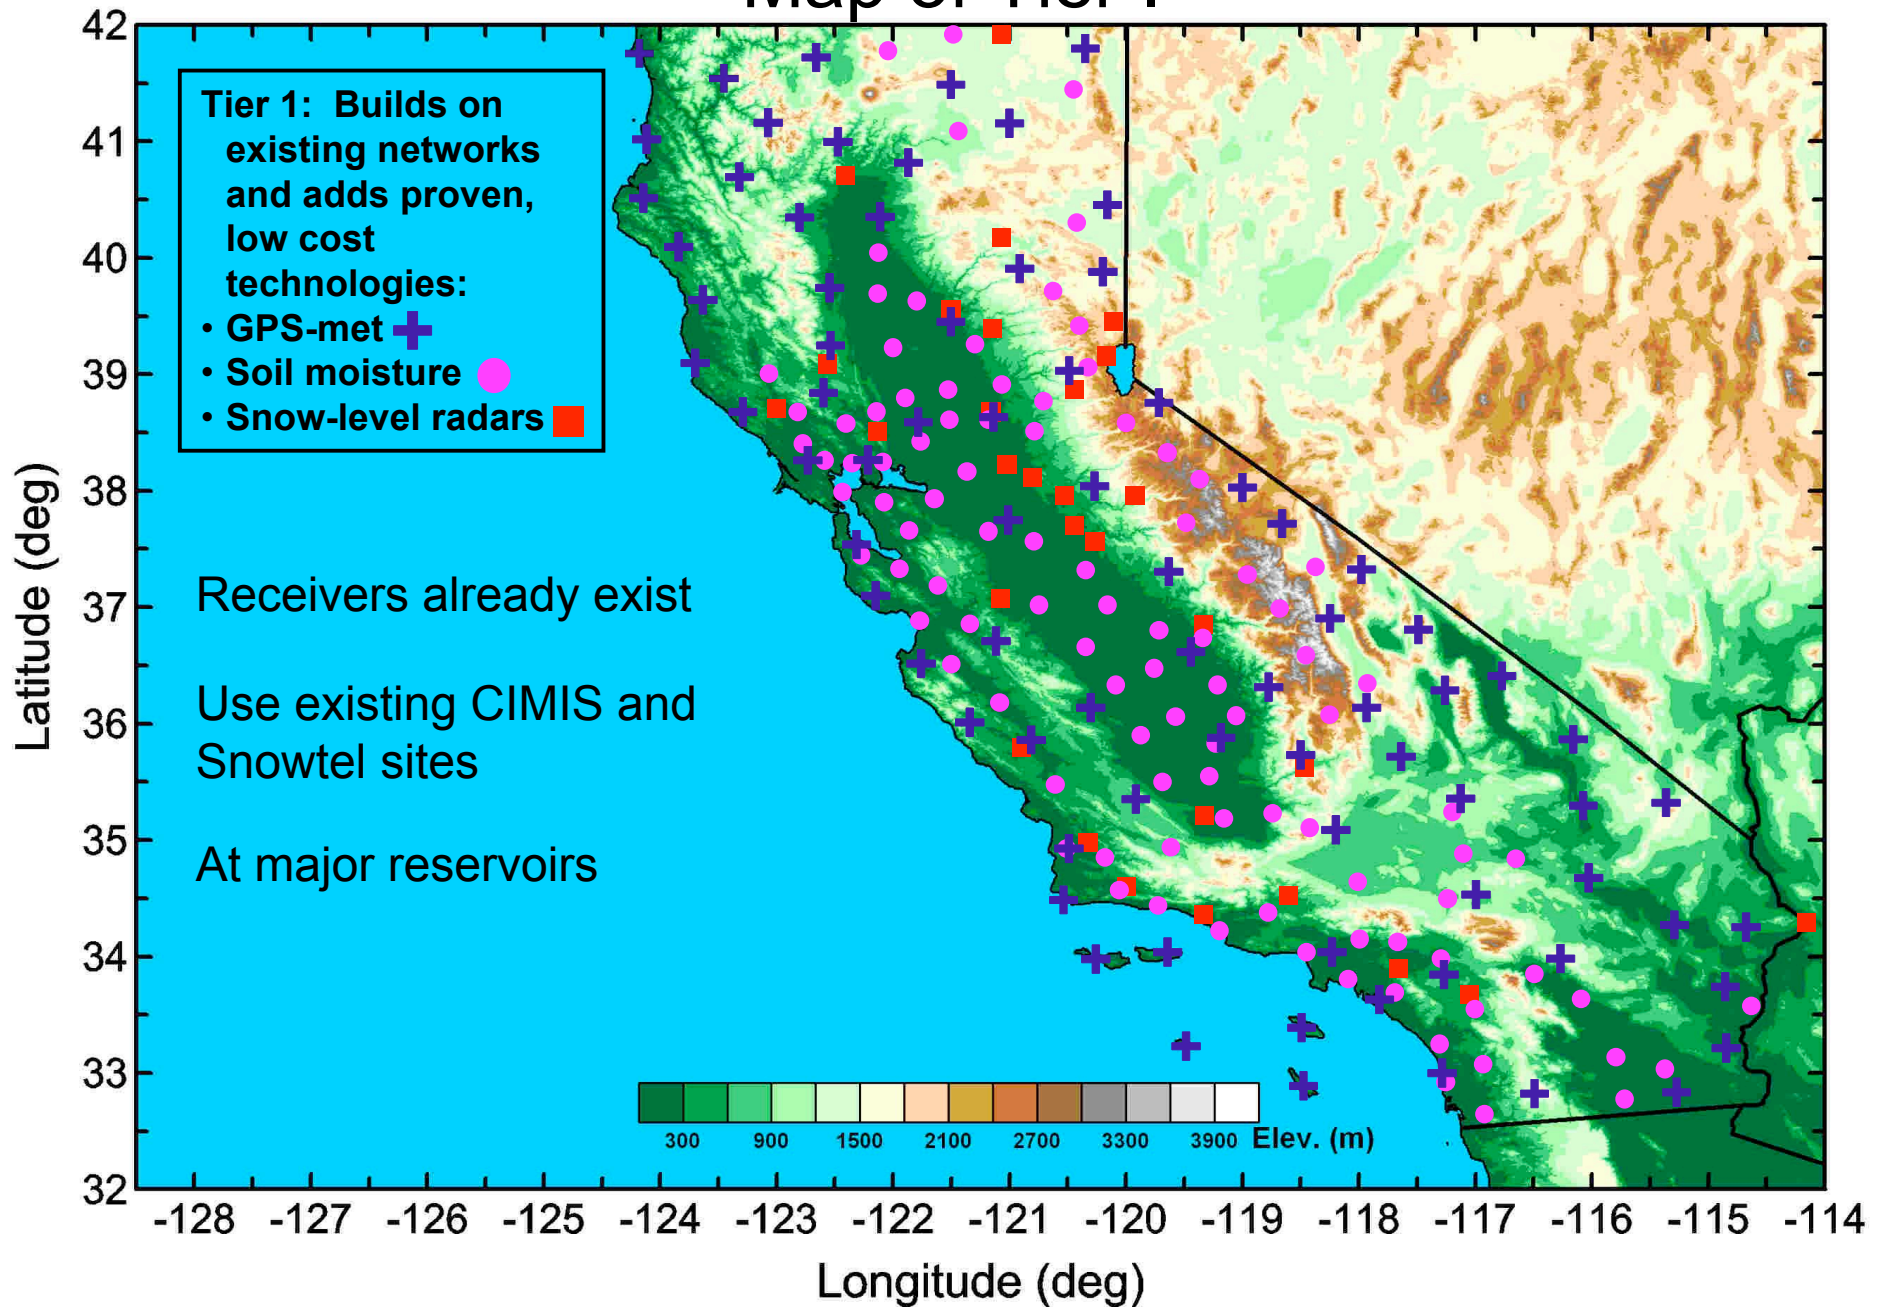 Map of Tier I
Tier 1: Builds on
existing networks
and adds proven,
low cost
technologies:
• GPS-met
• Soil moisture
• Snow-level radars
Receivers already exist
Use existing CIMIS and
Snowtel sites
At major reservoirs
Latitude (deg)
42
41
40
39
38
37
36
35
34
33
32
300 900 1500 2100 2700 3300 3900 Elev. (m)
-128 -127 -126 -125 -124 -123 -122 -121 -120 -119 -118 -117 -116 -115 -114
Longitude (deg)